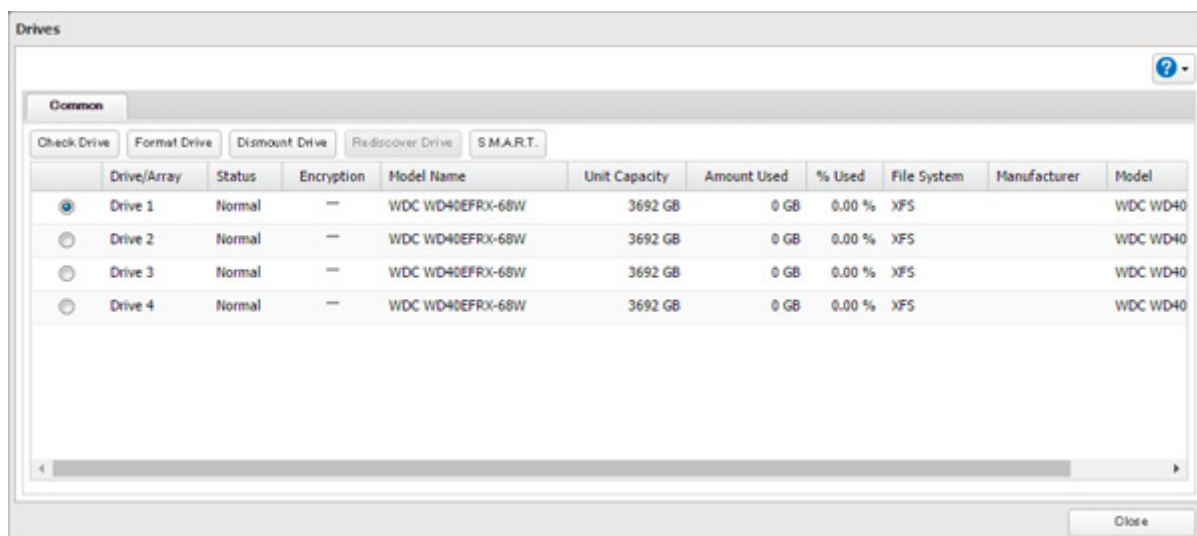 Drives
Common
Check Drive Format Drive Dismount Drive Rediscover Drive S.M.A.R.T.
Drive/Array Status Encryption Model Name Unit Capacity Amount Used % Used File System Manufacturer Model
Drive 1 Normal — WDC WD40EFRX-68W 3692 GB 0 GB 0.00 % XFS WDC WD40
Drive 2 Normal — WDC WD40EFRX-68W 3692 GB 0 GB 0.00 % XFS WDC WD40
Drive 3 Normal — WDC WD40EFRX-68W 3692 GB 0 GB 0.00 % XFS WDC WD40
Drive 4 Normal — WDC WD40EFRX-68W 3692 GB 0 GB 0.00 % XFS WDC WD40
Close